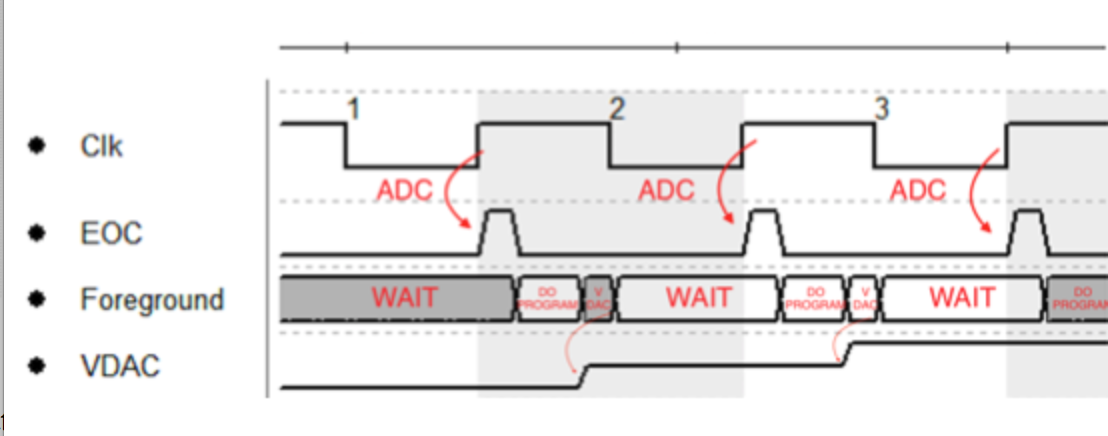 1 2 3
Clk
ADC ADC ADC
EOC
Foreground WAIT DO PROGRAM V DAC WAIT DO PROGRAM V DAC WAIT DO PROGRAM
VDAC